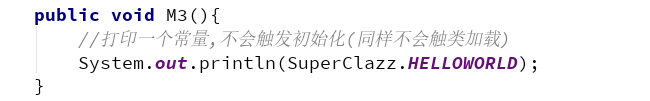 public void M3(){
//打印一个常量,不会触发初始化(同样不会触类加载)
System.out.println(SuperClazz.HELLOWORLD);
}